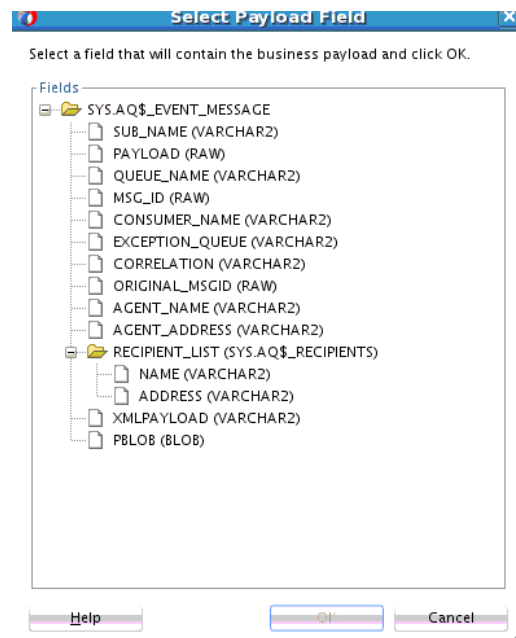 Select Payload Field
Select a field that will contain the business payload and click OK.
Fields
SYS.AQ$_EVENT_MESSAGE
SUB_NAME (VARCHAR2)
PAYLOAD (RAW)
QUEUE_NAME (VARCHAR2)
MSG_ID (RAW)
CONSUMER_NAME (VARCHAR2)
EXCEPTION_QUEUE (VARCHAR2)
CORRELATION (VARCHAR2)
ORIGINAL_MSGID (RAW)
AGENT_NAME (VARCHAR2)
AGENT_ADDRESS (VARCHAR2)
RECIPIENT_LIST (SYS.AQ$_RECIPIENTS)
NAME (VARCHAR2)
ADDRESS (VARCHAR2)
XMLPAYLOAD (VARCHAR2)
PBLOB (BLOB)
Help OK Cancel